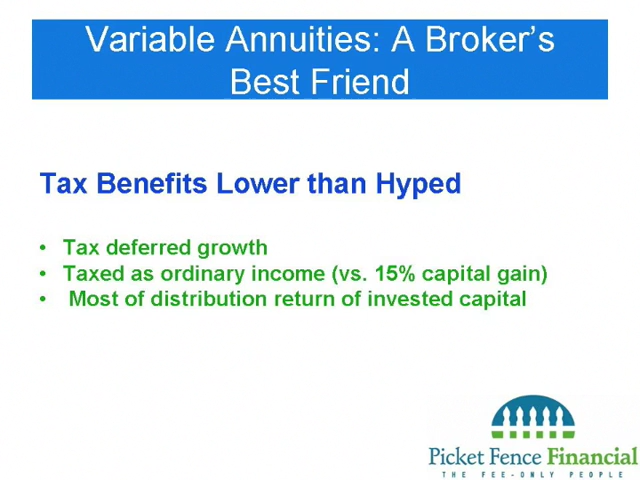 Variable Annuities: A Broker's
Best Friend
Tax Benefits Lower than Hyped
• Tax deferred growth
• Taxed as ordinary income (vs. 15% capital gain)
• Most of distribution return of invested capital
Picket Fence Financial
THE FEE-ONLY PEOPLE